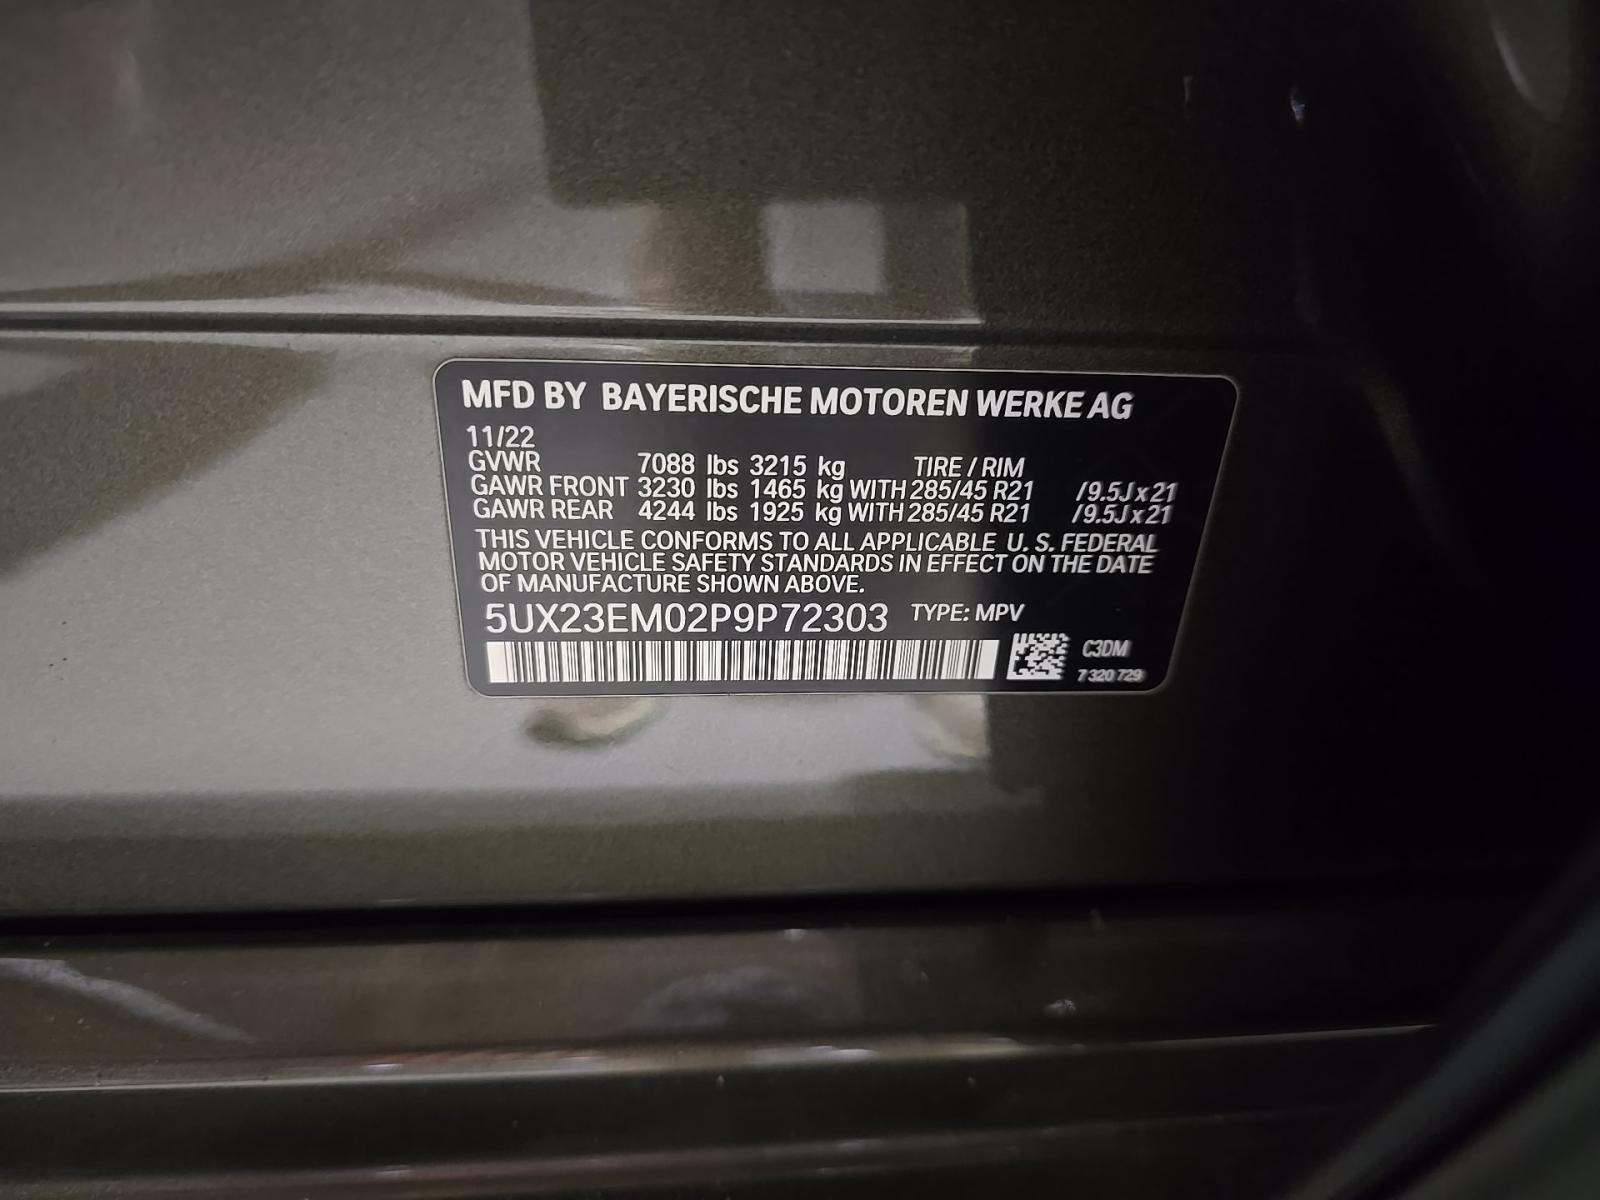 MFD BY BAYERISCHE MOTOREN WERKE AG
11/22
GVWR 7088 lbs 3215 kg TIRE / RIM
GAWR FRONT 3230 lbs 1465 kg WITH 285/45 R21 /9.5J x 21
GAWR REAR 4244 lbs 1925 kg WITH 285/45 R21 /9.5J x 21
THIS VEHICLE CONFORMS TO ALL APPLICABLE U. S. FEDERAL
MOTOR VEHICLE SAFETY STANDARDS IN EFFECT ON THE DATE
OF MANUFACTURE SHOWN ABOVE.
5UX23EM02P9P72303 TYPE: MPV
C3DM
7 320 729